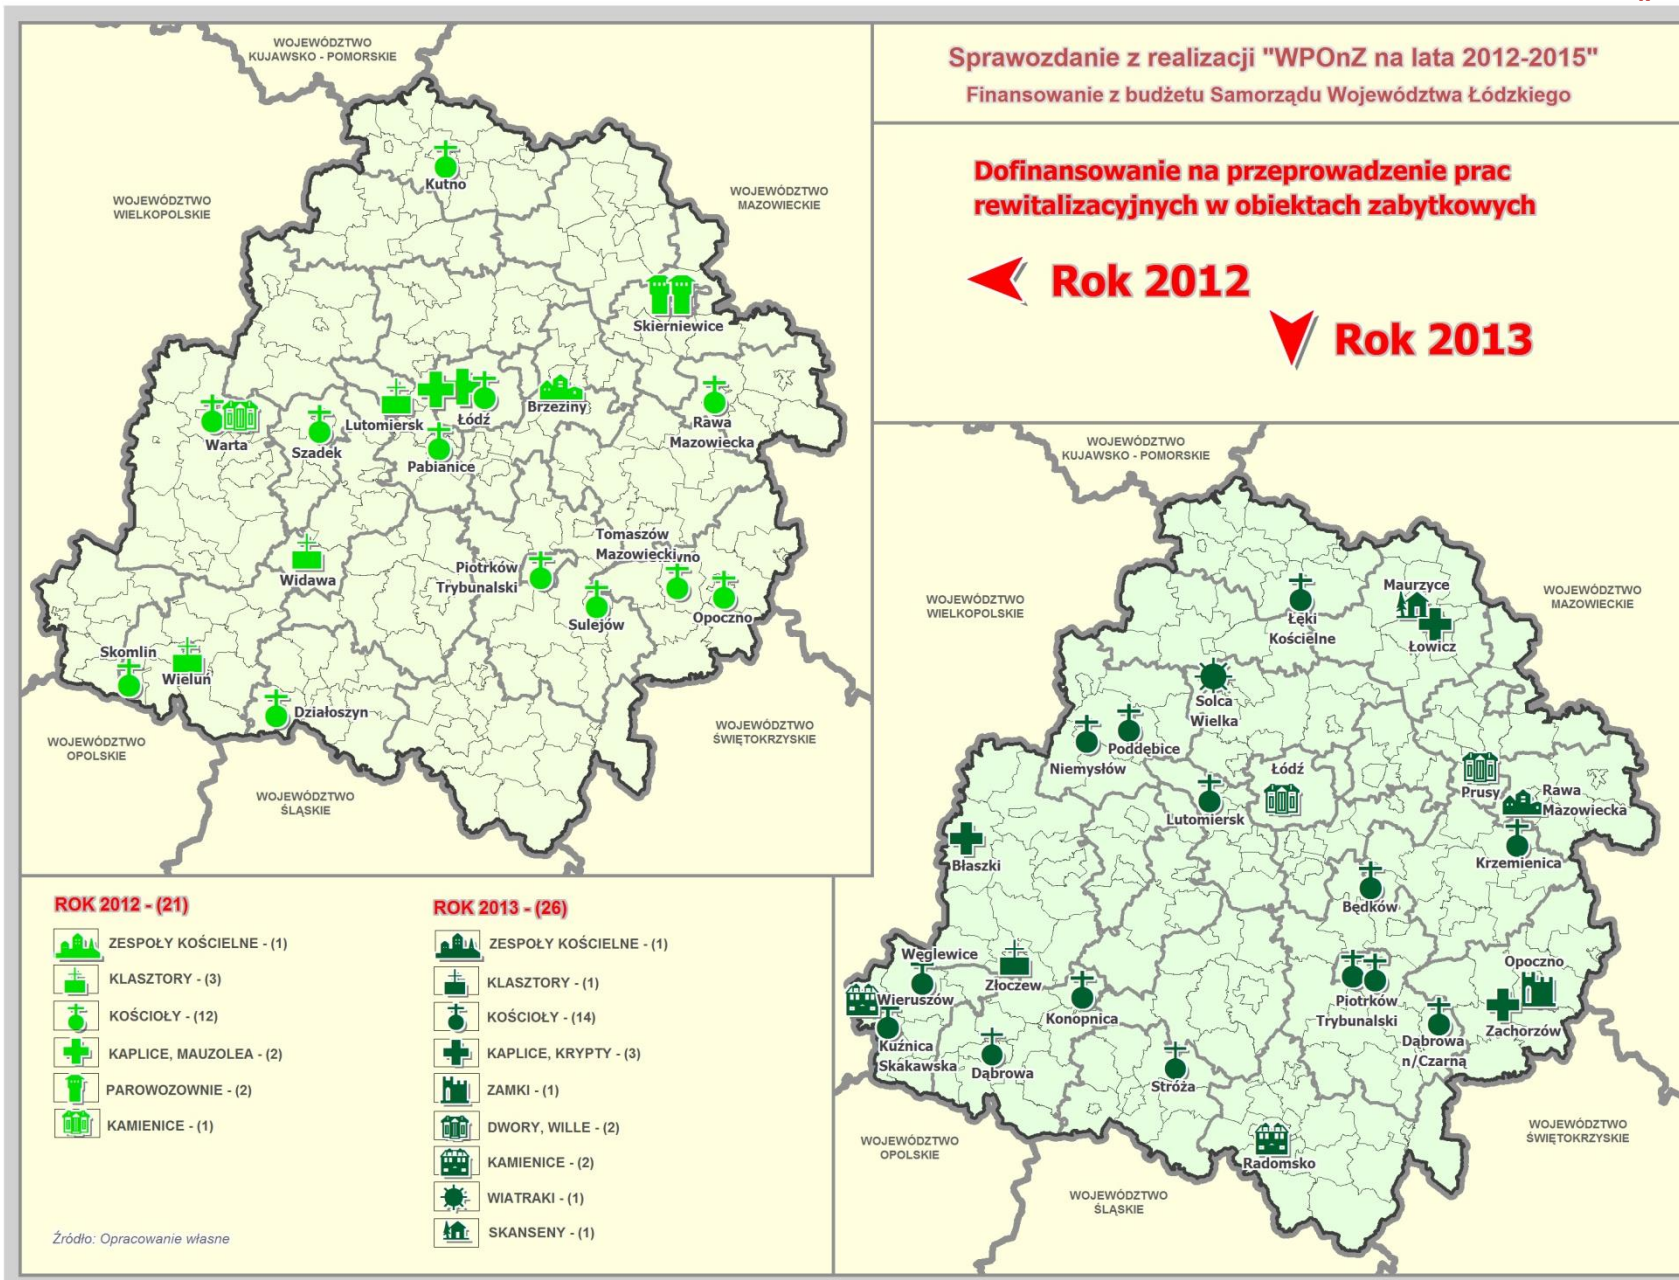 Sprawozdanie z realizacji "WPOnZ na lata 2012-2015"
Finansowanie z budżetu Samorządu Województwa Łódzkiego
Dofinansowanie na przeprowadzenie prac
rewitalizacyjnych w obiektach zabytkowych
Rok 2012
Rok 2013
WOJEWÓDZTWO
KUJAWSKO - POMORSKIE
WOJEWÓDZTWO
WIELKOPOLSKIE
WOJEWÓDZTWO
MAZOWIECKIE
Kutno
Skierniewice
Warta
Szadek
Lutomiersk
Łódź
Brzeziny
Rawa
Mazowiecka
Pabianice
Widawa
Piotrków
Trybunalski
Tomaszów
Mazowiecki
Sulejów
Opoczno
Skomlin
Wieluń
Działoszyn
WOJEWÓDZTWO
OPOLSKIE
WOJEWÓDZTWO
ŚLĄSKIE
WOJEWÓDZTWO
ŚWIĘTOKRZYSKIE
WOJEWÓDZTWO
KUJAWSKO - POMORSKIE
WOJEWÓDZTWO
WIELKOPOLSKIE
WOJEWÓDZTWO
MAZOWIECKIE
Łęki
Kościelne
Maurzyce
Łowicz
Solca
Wielka
Poddębice
Niemysłów
Łódź
Lutomiersk
Prusy
Rawa
Mazowiecka
Krzemienica
Błaszki
Będków
Węglewice
Wieruszów
Kuźnica
Skakawska
Złoczew
Konopnica
Dąbrowa
Stróża
Piotrków
Trybunalski
Dąbrowa
n/Czarną
Opoczno
Zachorzów
Radomsko
WOJEWÓDZTWO
OPOLSKIE
WOJEWÓDZTWO
ŚLĄSKIE
WOJEWÓDZTWO
ŚWIĘTOKRZYSKIE
ROK 2012 - (21)
ZESPOŁY KOŚCIELNE - (1)
KLASZTORY - (3)
KOŚCIOŁY - (12)
KAPLICE, MAUZOLEA - (2)
PAROWOZOWNIE - (2)
KAMIENICE - (1)
ROK 2013 - (26)
ZESPOŁY KOŚCIELNE - (1)
KLASZTORY - (1)
KOŚCIOŁY - (14)
KAPLICE, KRYPTY - (3)
ZAMKI - (1)
DWORY, WILLE - (2)
KAMIENICE - (2)
WIATRAKI - (1)
SKANSENY - (1)
Źródło: Opracowanie własne